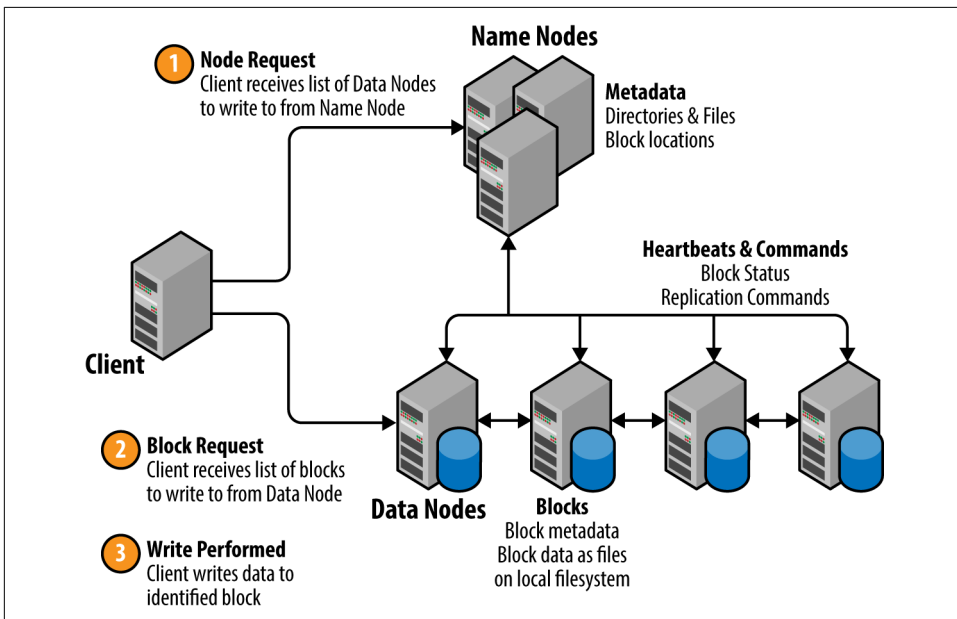 Name Nodes
1
Node Request
Client receives list of Data Nodes
to write to from Name Node
Metadata
Directories & Files
Block locations
Heartbeats & Commands
Block Status
Replication Commands
Client
2
Block Request
Client receives list of blocks
to write to from Data Node
Data Nodes
Blocks
Block metadata
Block data as files
on local filesystem
3
Write Performed
Client writes data to
identified block